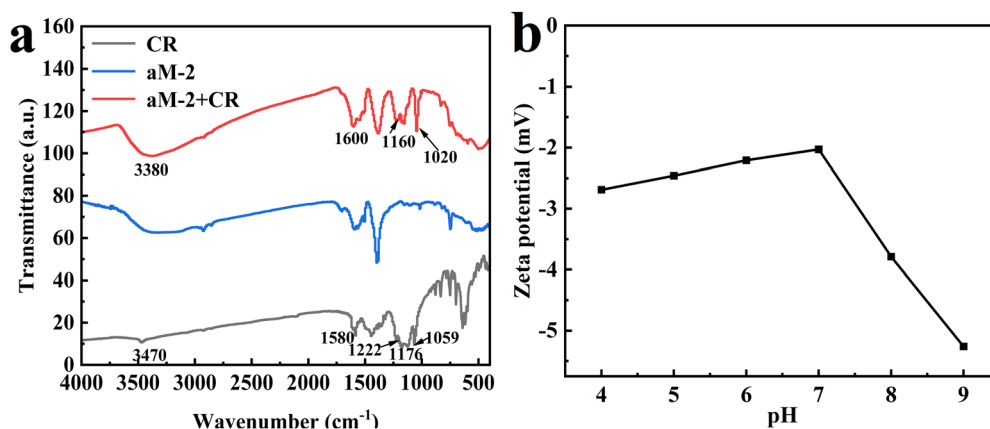 a
160
140
120
100
80
60
40
20
0
Transmittance (a.u.)
CR
aM-2
aM-2+CR
3380
1600
1160
1020
3470
1580
1222
1176
1059
4000 3500 3000 2500 2000 1500 1000 500
Wavenumber (cm⁻¹)
b
0
-1
-2
-3
-4
-5
Zeta potential (mV)
4 5 6 7 8 9
pH